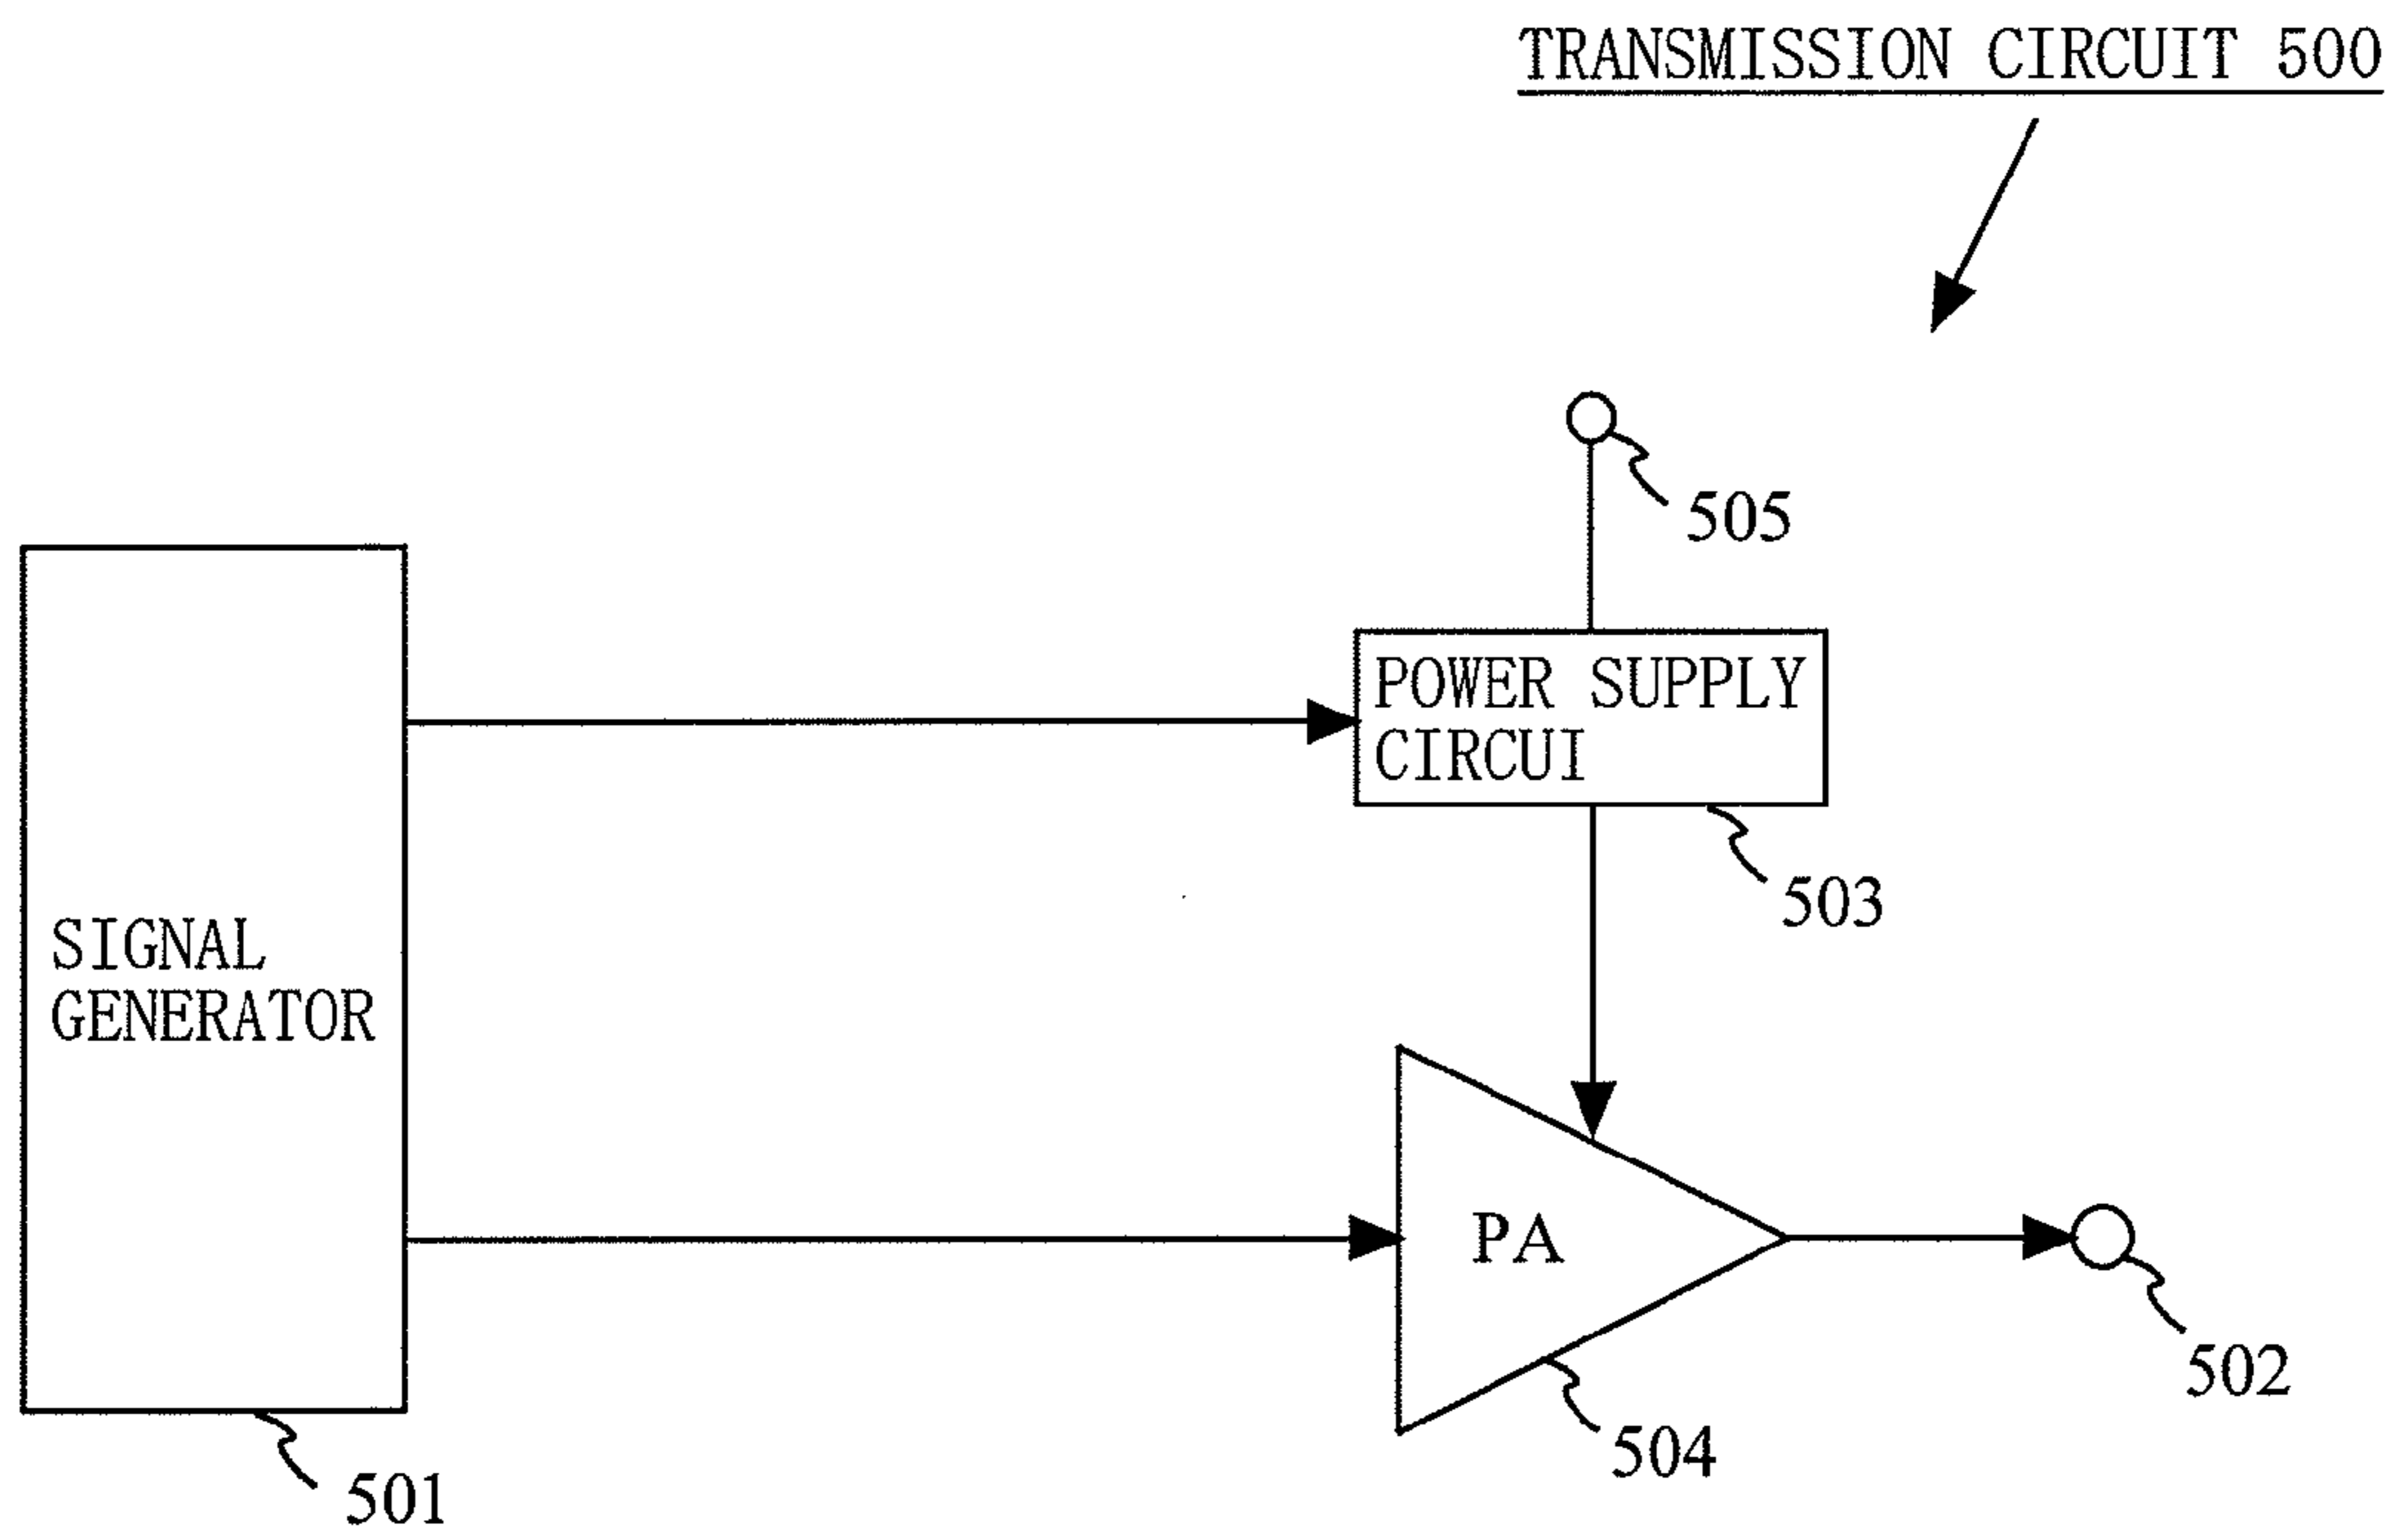 TRANSMISSION CIRCUIT 500
505
POWER SUPPLY
CIRCUI
503
SIGNAL
GENERATOR
PA
502
504
501